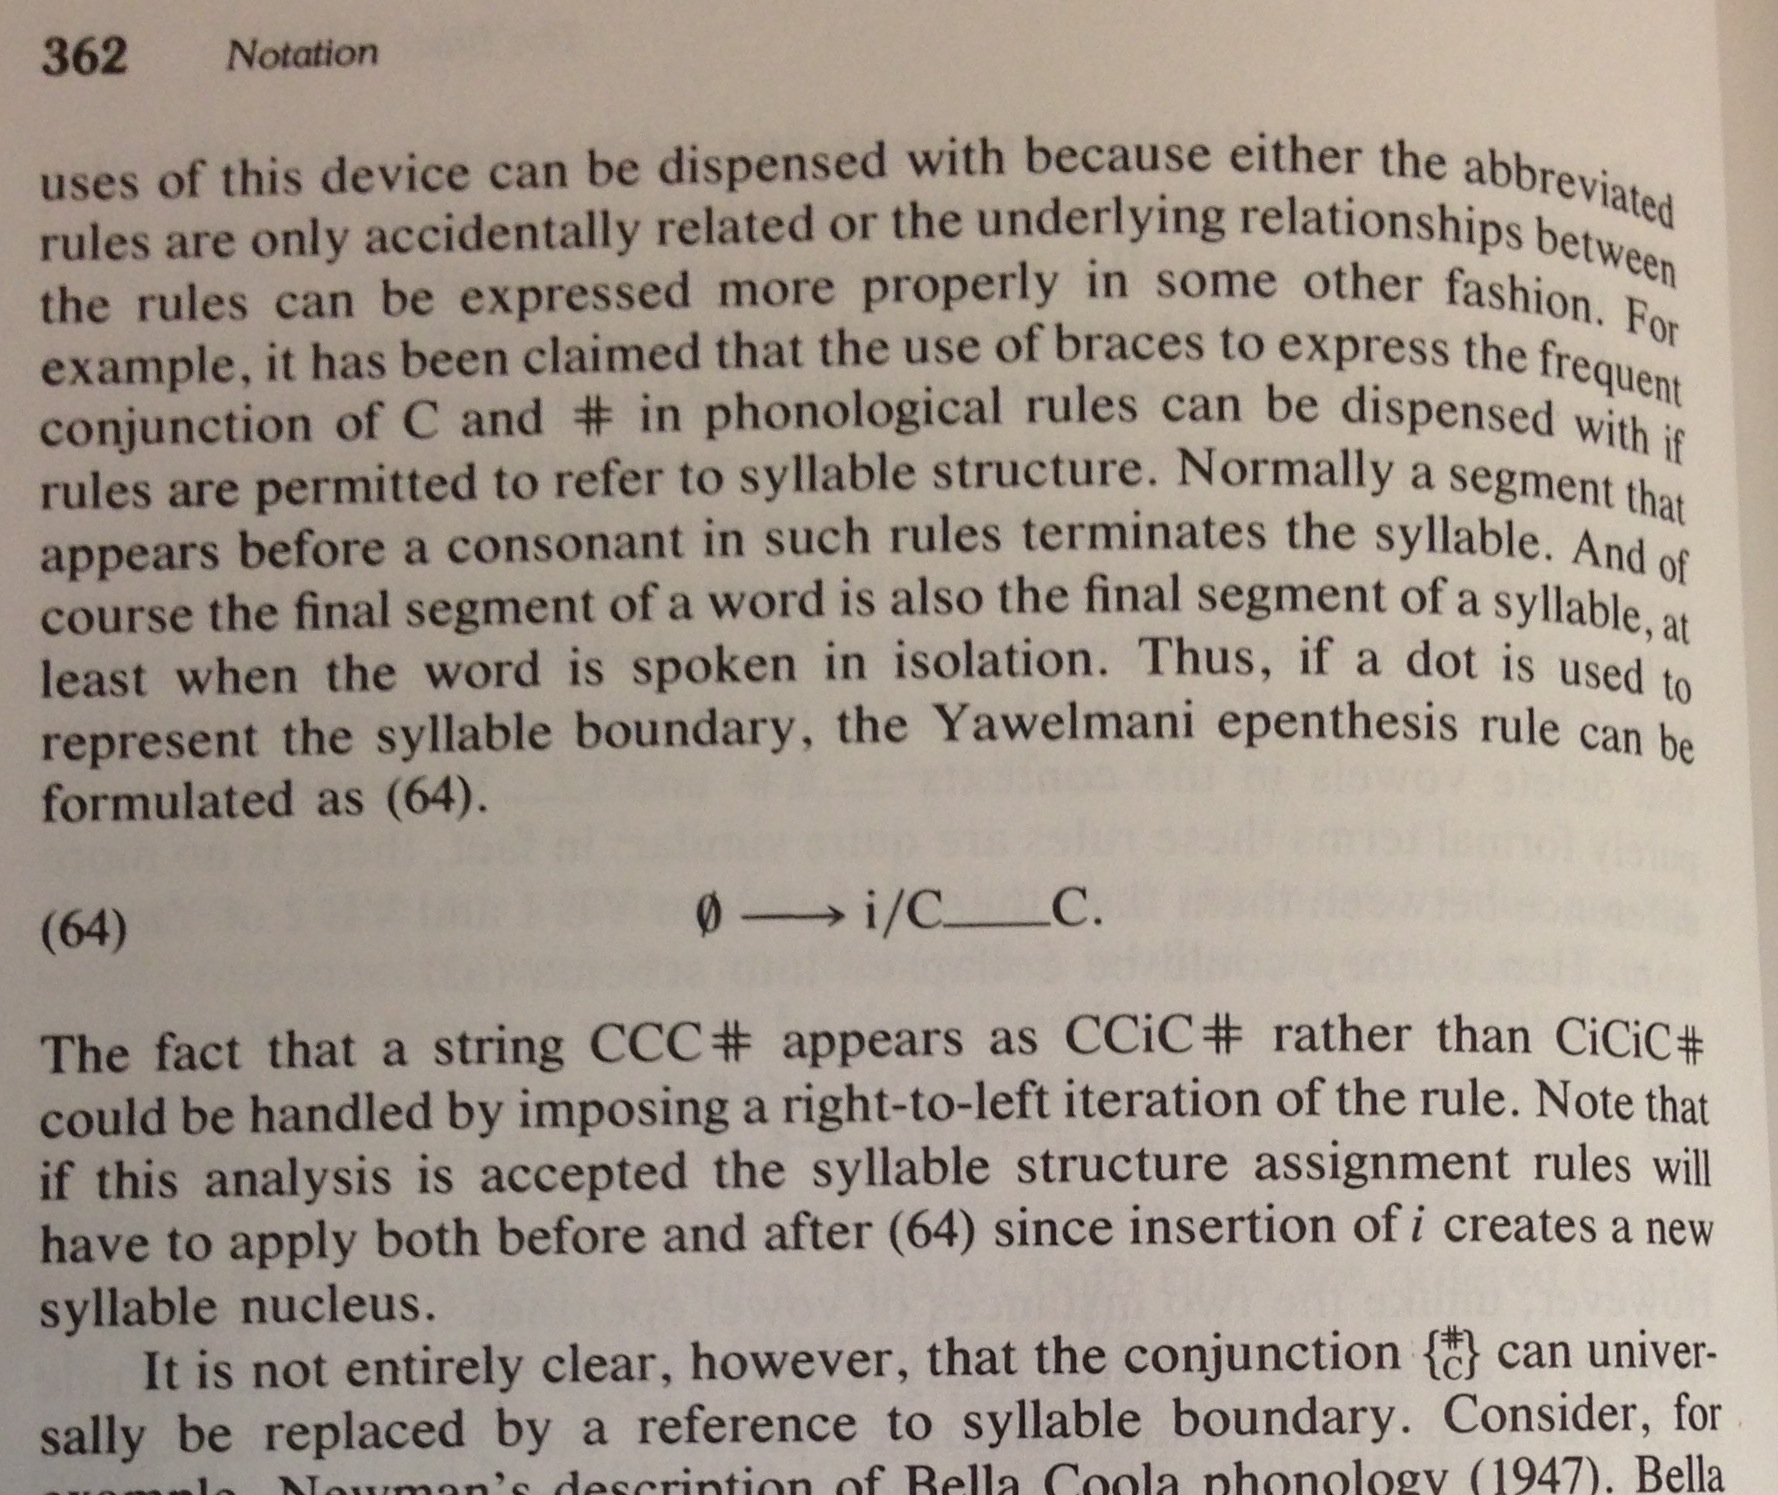 362 Notation
uses of this device can be dispensed with because either the abbreviated
rules are only accidentally related or the underlying relationships between
the rules can be expressed more properly in some other fashion. For
example, it has been claimed that the use of braces to express the frequent
conjunction of C and # in phonological rules can be dispensed with if
rules are permitted to refer to syllable structure. Normally a segment that
appears before a consonant in such rules terminates the syllable. And of
course the final segment of a word is also the final segment of a syllable, at
least when the word is spoken in isolation. Thus, if a dot is used to
represent the syllable boundary, the Yawelmani epenthesis rule can be
formulated as (64).
(64) ∅ ⟶ i/C___C.
The fact that a string CCC# appears as CCiC# rather than CiCiC#
could be handled by imposing a right-to-left iteration of the rule. Note that
if this analysis is accepted the syllable structure assignment rules will
have to apply both before and after (64) since insertion of i creates a new
syllable nucleus.
It is not entirely clear, however, that the conjunction {#/C} can univer-
sally be replaced by a reference to syllable boundary. Consider, for
example, Newman's description of Bella Coola phonology (1947). Bella